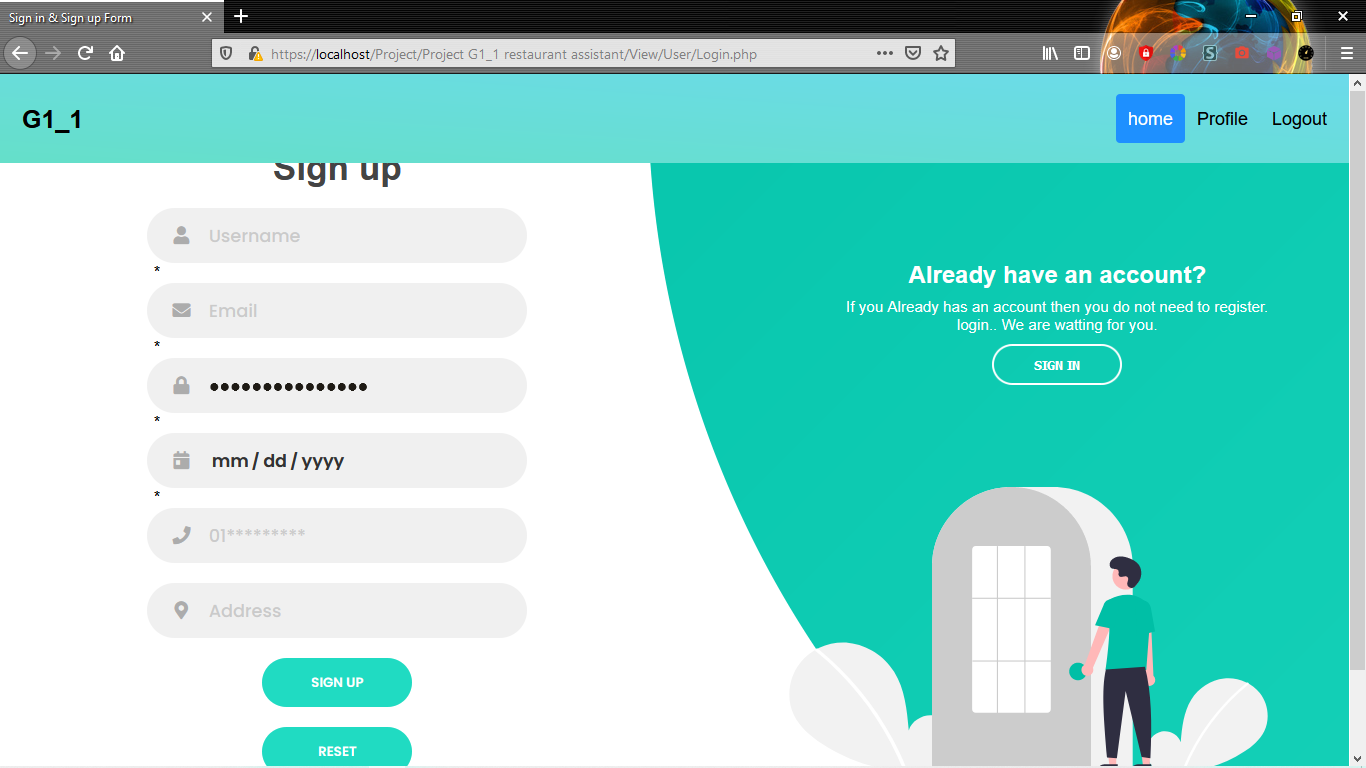 Sign in & Sign up Form
https://localhost/Project/Project G1_1 restaurant assistant/View/User/Login.php
G1_1
home
Profile
Logout
Sign up
Username
*
Email
*
●●●●●●●●●●●●●●●
*
mm / dd / yyyy
*
01*********
Address
SIGN UP
RESET
Already have an account?
If you Already has an account then you do not need to register.
login.. We are watting for you.
SIGN IN